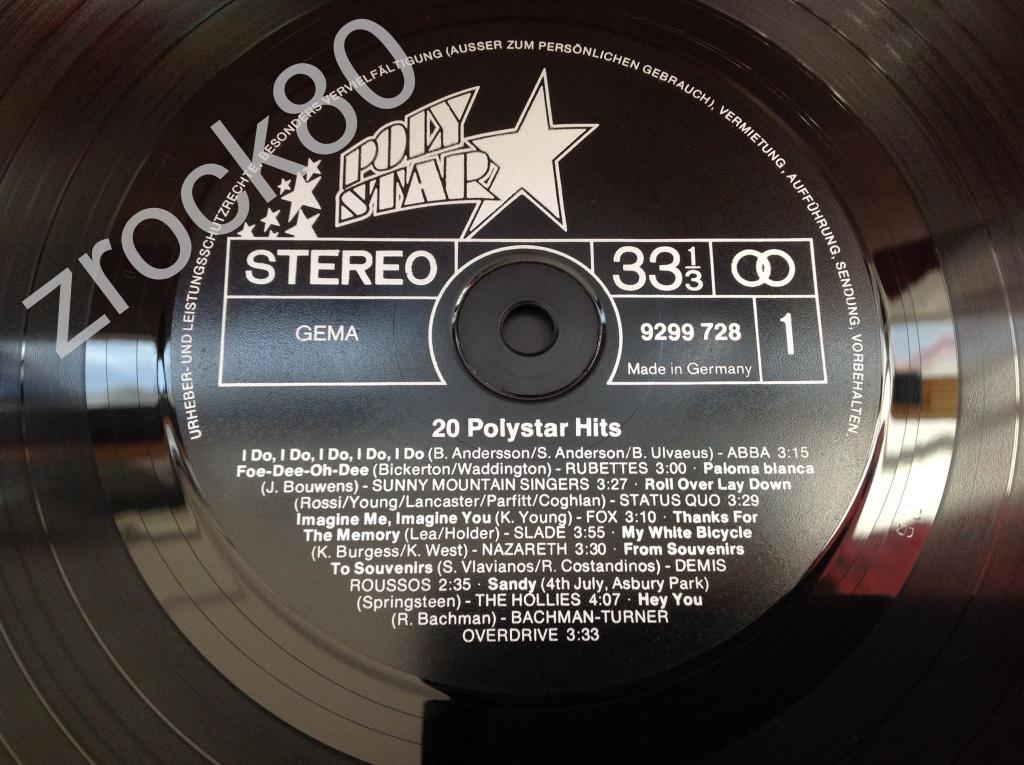 zrock80
URHEBER- UND LEISTUNGSSCHUTZRECHTE, BESONDERS VERVIELFÄLTIGUNG (AUSSER ZUM PERSÖNLICHEN GEBRAUCH), VERMIETUNG, AUFFÜHRUNG, SENDUNG, VORBEHALTEN.
POLY
STAR
STEREO
33 1/3
GEMA
9299 728
1
Made in Germany
20 Polystar Hits
I Do, I Do, I Do, I Do, I Do (B. Andersson/S. Anderson/B. Ulvaeus) - ABBA 3:15
Foe-Dee-Oh-Dee (Bickerton/Waddington) - RUBETTES 3:00 · Paloma blanca
(J. Bouwens) - SUNNY MOUNTAIN SINGERS 3:27 · Roll Over Lay Down
(Rossi/Young/Lancaster/Parfitt/Coghlan) - STATUS QUO 3:29
Imagine Me, Imagine You (K. Young) - FOX 3:10 · Thanks For
The Memory (Lea/Holder) - SLADE 3:55 · My White Bicycle
(K. Burgess/K. West) - NAZARETH 3:30 · From Souvenirs
To Souvenirs (S. Vlavianos/R. Costandinos) - DEMIS
ROUSSOS 2:35 · Sandy (4th July, Asbury Park)
(Springsteen) - THE HOLLIES 4:07 · Hey You
(R. Bachman) - BACHMAN-TURNER
OVERDRIVE 3:33